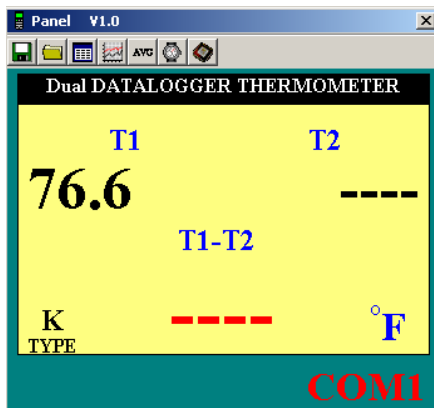 Panel V1.0
AVG
Dual DATALOGGER THERMOMETER
T1 T2
76.6 ----
T1-T2
K ---- °F
TYPE
COM1